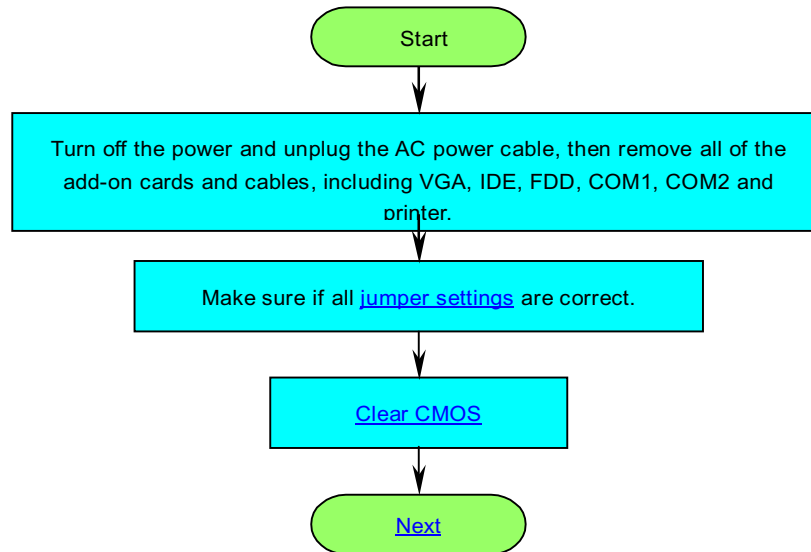 Start
Turn off the power and unplug the AC power cable, then remove all of the
add-on cards and cables, including VGA, IDE, FDD, COM1, COM2 and
printer.
Make sure if all jumper settings are correct.
Clear CMOS
Next